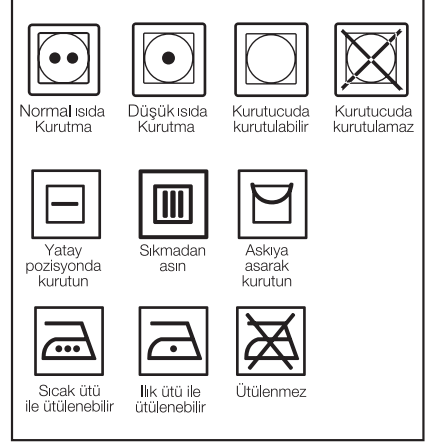 Normal ısıda
Kurutma
Düşük ısıda
Kurutma
Kurutucuda
kurutulabilir
Kurutucuda
kurutulamaz
Yatay
pozisyonda
kurutun
Sıkmadan
asın
Askıya
asarak
kurutun
Sıcak ütü
ile ütülenebilir
Ilık ütü ile
ütülenebilir
Ütülenmez